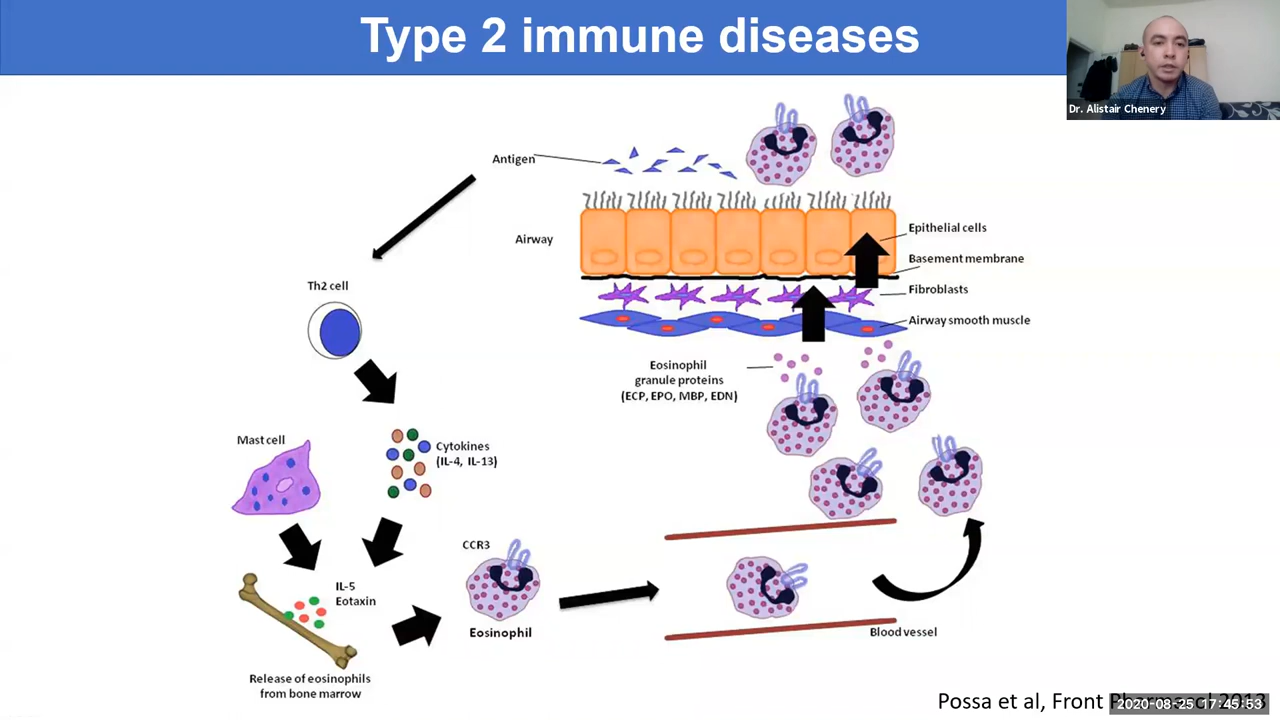 Type 2 immune diseases
Dr. Alistair Chenery
Antigen
Airway
Epithelial cells
Basement membrane
Fibroblasts
Airway smooth muscle
Th2 cell
Eosinophil
granule proteins
(ECP, EPO, MBP, EDN)
Mast cell
Cytokines
(IL-4, IL-13)
CCR3
IL-5
Eotaxin
Eosinophil
Blood vessel
Release of eosinophils
from bone marrow
Possa et al, Front Pharmacol 2013
2020-08-25 17:45:53